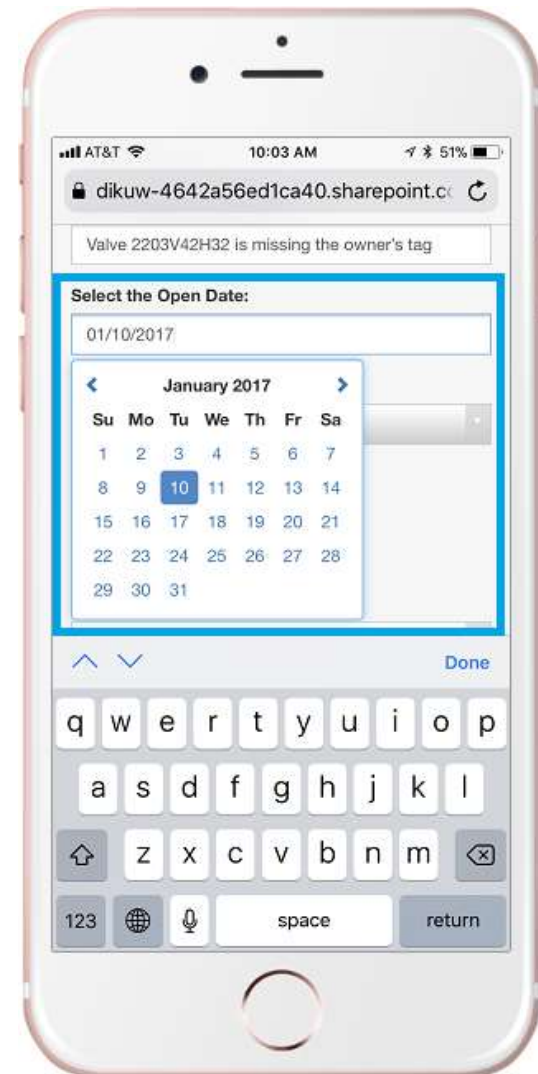 AT&T 10:03 AM 51%
dikuw-4642a56ed1ca40.sharepoint.c
Valve 2203V42H32 is missing the owner's tag
Select the Open Date:
01/10/2017
January 2017
Su Mo Tu We Th Fr Sa
1 2 3 4 5 6 7
8 9 10 11 12 13 14
15 16 17 18 19 20 21
22 23 24 25 26 27 28
29 30 31
Done
q w e r t y u i o p
a s d f g h j k l
z x c v b n m
123 space return